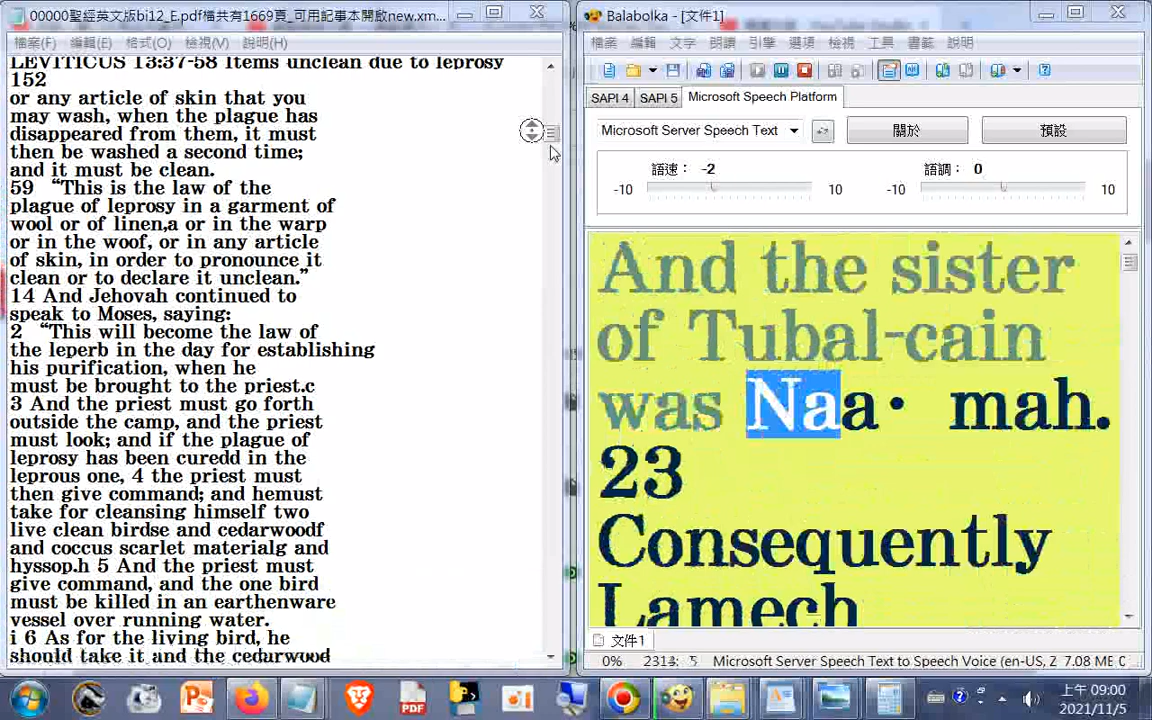 00000聖經英文版bi12_E.pdf檔共有1669頁_可用記事本開啟new.xm...
檔案(F) 編輯(E) 格式(O) 檢視(V) 說明(H)
LEVITICUS 13:37-58 Items unclean due to leprosy
152
or any article of skin that you
may wash, when the plague has
disappeared from them, it must
then be washed a second time;
and it must be clean.
59 “This is the law of the
plague of leprosy in a garment of
wool or of linen,a or in the warp
or in the woof, or in any article
of skin, in order to pronounce it
clean or to declare it unclean.”
14 And Jehovah continued to
speak to Moses, saying:
2 “This will become the law of
the leperb in the day for establishing
his purification, when he
must be brought to the priest.c
3 And the priest must go forth
outside the camp, and the priest
must look; and if the plague of
leprosy has been curedd in the
leprous one, 4 the priest must
then give command; and hemust
take for cleansing himself two
live clean birdse and cedarwoodf
and coccus scarlet materialg and
hyssop.h 5 And the priest must
give command, and the one bird
must be killed in an earthenware
vessel over running water.
i 6 As for the living bird, he
should take it and the cedarwood
Balabolka - [文件1]
檔案 編輯 文字 朗讀 引擎 選項 檢視 工具 書籤 說明
SAPI 4 SAPI 5 Microsoft Speech Platform
Microsoft Server Speech Text 關於 預設
語速： -2 語調： 0
-10 10 -10 10
And the sister
of Tubal-cain
was Naa• mah.
23
Consequently
Lamech
文件1
0% 2313: 5 Microsoft Server Speech Text to Speech Voice (en-US, Z 7.08 ME C
PDF
上午 09:00
2021/11/5